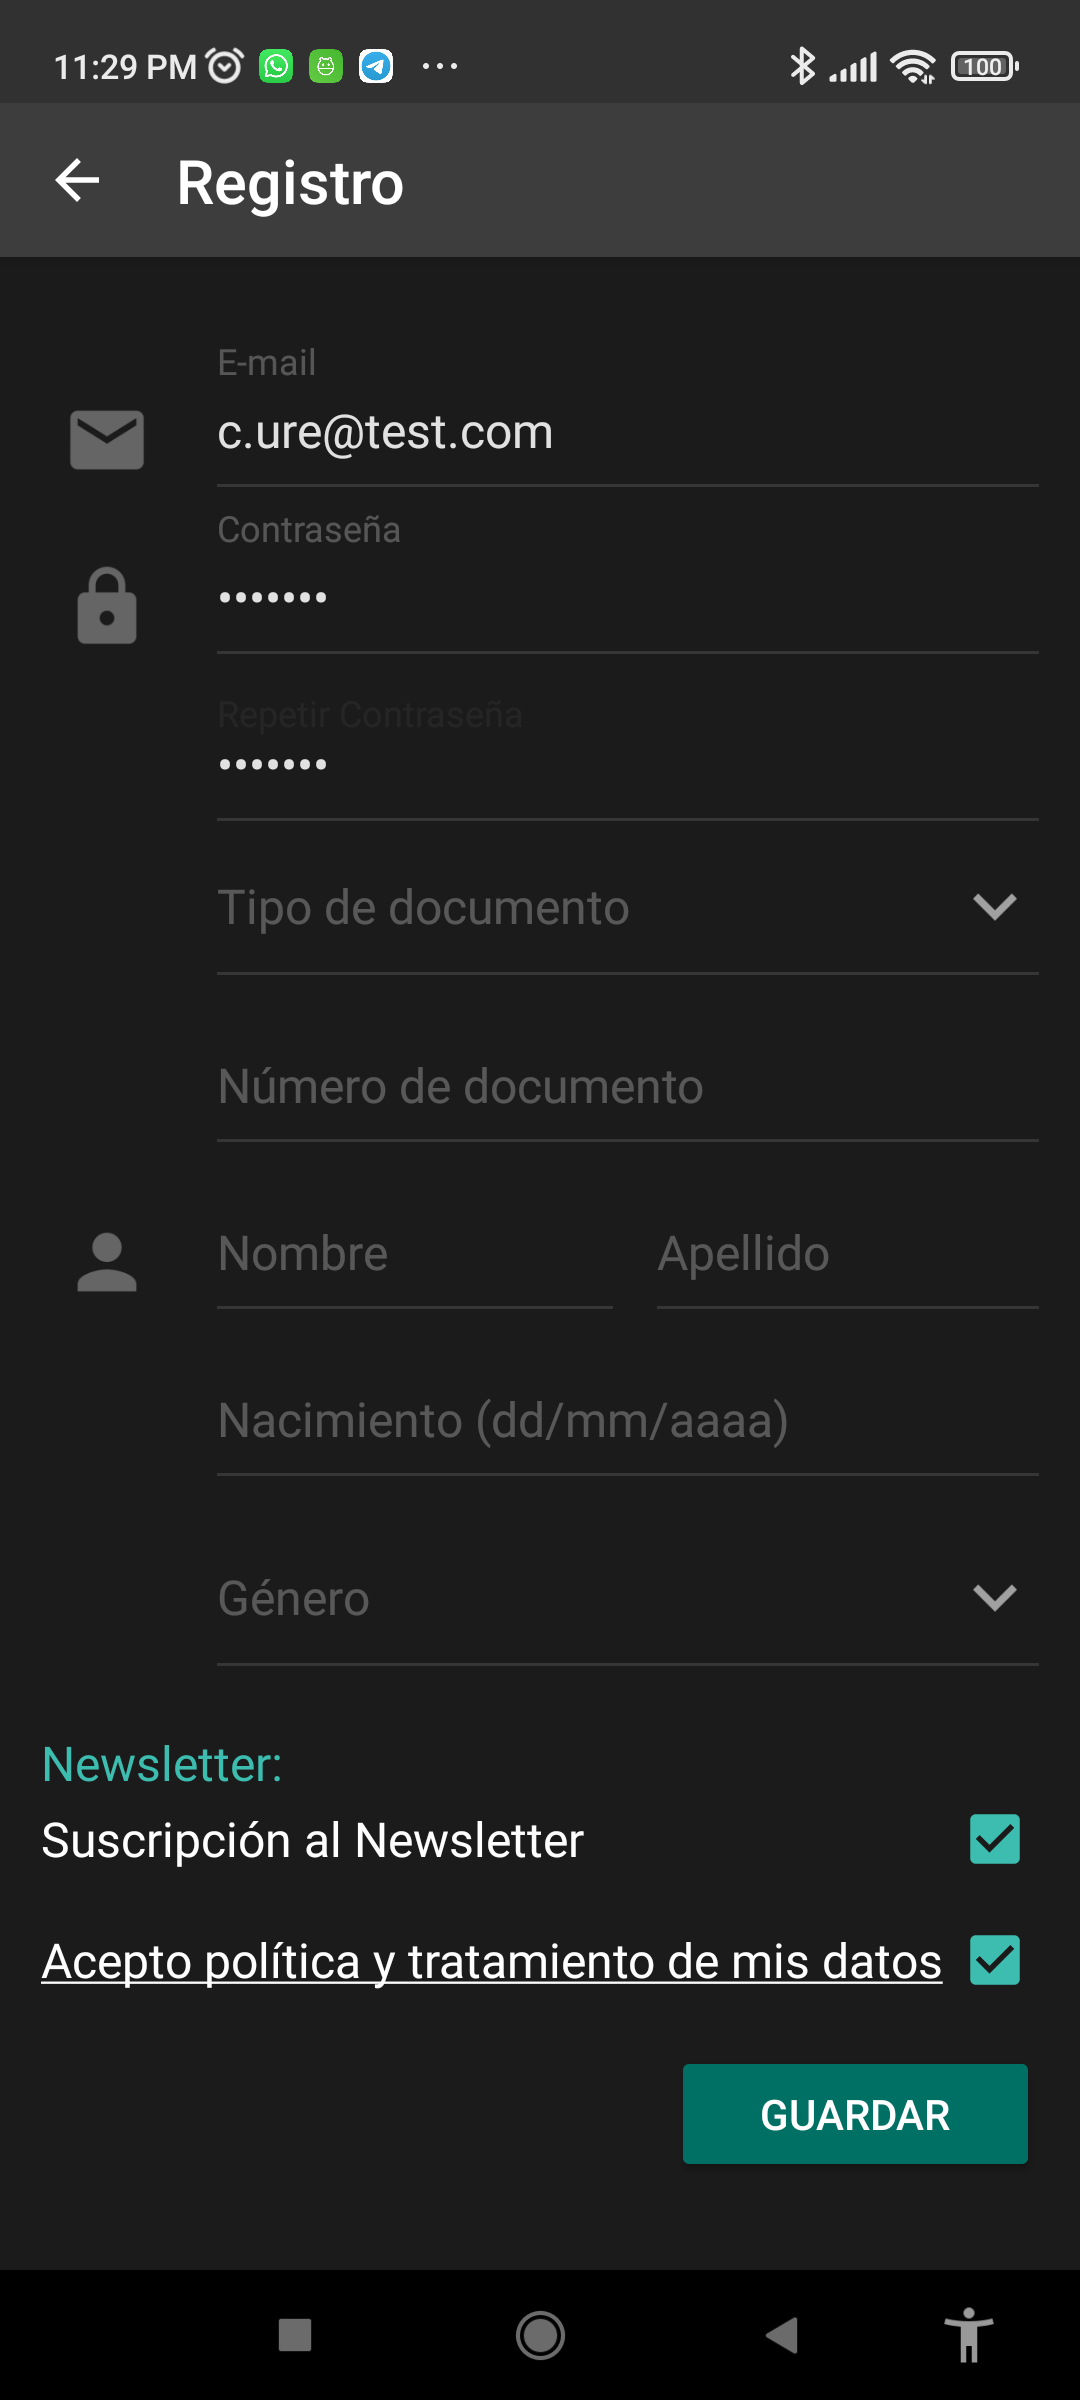 11:29 PM
100
Registro
E-mail
c.ure@test.com
Contraseña
•••••••
Repetir Contraseña
•••••••
Tipo de documento
Número de documento
Nombre
Apellido
Nacimiento (dd/mm/aaaa)
Género
Newsletter:
Suscripción al Newsletter
Acepto política y tratamiento de mis datos
GUARDAR